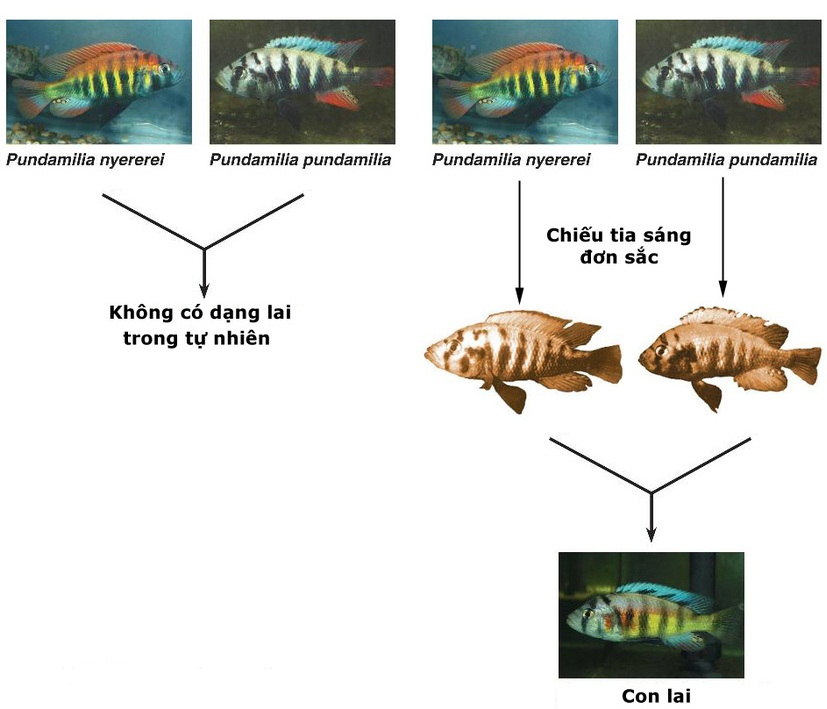 Pundamilia nyererei
Pundamilia pundamilia
Pundamilia nyererei
Pundamilia pundamilia
Chiếu tia sáng
đơn sắc
Không có dạng lai
trong tự nhiên
Con lai